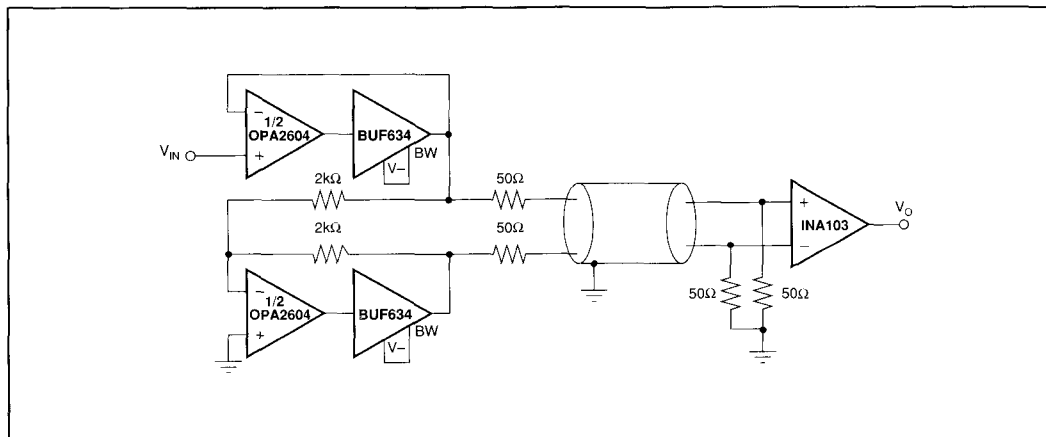 −
1/2
OPA2604
+
BUF634
V−
BW
V_IN
2kΩ
50Ω
2kΩ
50Ω
−
1/2
OPA2604
+
BUF634
V−
BW
50Ω
50Ω
+
INA103
−
V_O